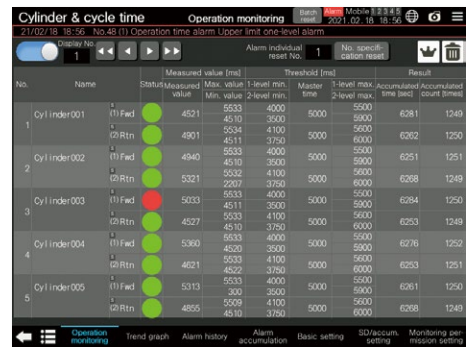 Cylinder & cycle time Operation monitoring Batch reset Alarm Mobile 1 2 3 4 5 2021.02.18 18:56
21/02/18 18:56 No.48 (1) Operation time alarm Upper limit one-level alarm
Display No. 1 Alarm individual reset No. 1 No. specifi-cation reset
Measured value [ms] Threshold [ms] Result
No. Name Status Measured value Max. value Min. value 1-level min. 2-level min. Master time 1-level max. 2-level max. Accumulated time [sec] Accumulated count [times]
1 Cylinder001 (1) Fwd 4521 5533 4510 4000 3500 5000 5500 5900 6281 1249
(2) Rtn 4901 5534 4511 4100 3750 5000 5600 6000 6262 1250
2 Cylinder002 (1) Fwd 4940 5533 4510 4000 3500 5000 5500 5900 6251 1251
(2) Rtn 5321 5532 2207 4100 3750 5000 5600 6000 6268 1249
3 Cylinder003 (1) Fwd 5033 5533 4511 4000 3500 5000 5500 5900 6284 1250
(2) Rtn 4527 5533 4510 4100 3750 5000 5600 6000 6253 1249
4 Cylinder004 (1) Fwd 5360 5533 4520 4000 3500 5000 5500 5900 6276 1252
(2) Rtn 4621 5533 4522 4100 3750 5000 5600 6000 6253 1251
5 Cylinder005 (1) Fwd 5313 5533 300 4000 3500 5000 5500 5900 6261 1250
(2) Rtn 4855 5509 4510 4100 3750 5000 5600 6000 6268 1249
Operation monitoring Trend graph Alarm history Alarm accumulation Basic setting SD/accum. setting Monitoring per-mission setting